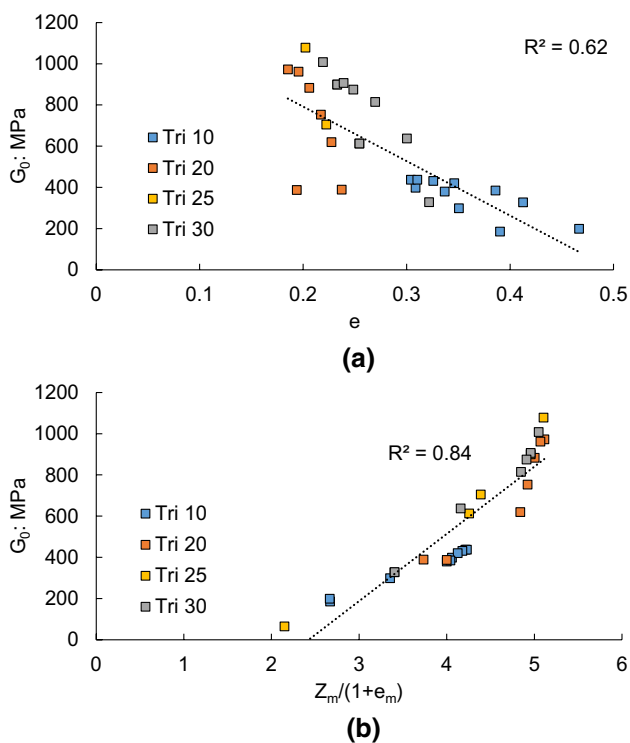 1200
1000
800
600
400
200
0
G₀: MPa
R² = 0.62
Tri 10
Tri 20
Tri 25
Tri 30
0 0.1 0.2 0.3 0.4 0.5
e
(a)
1200
1000
800
600
400
200
0
G₀: MPa
R² = 0.84
Tri 10
Tri 20
Tri 25
Tri 30
0 1 2 3 4 5 6
Zₘ/(1+eₘ)
(b)